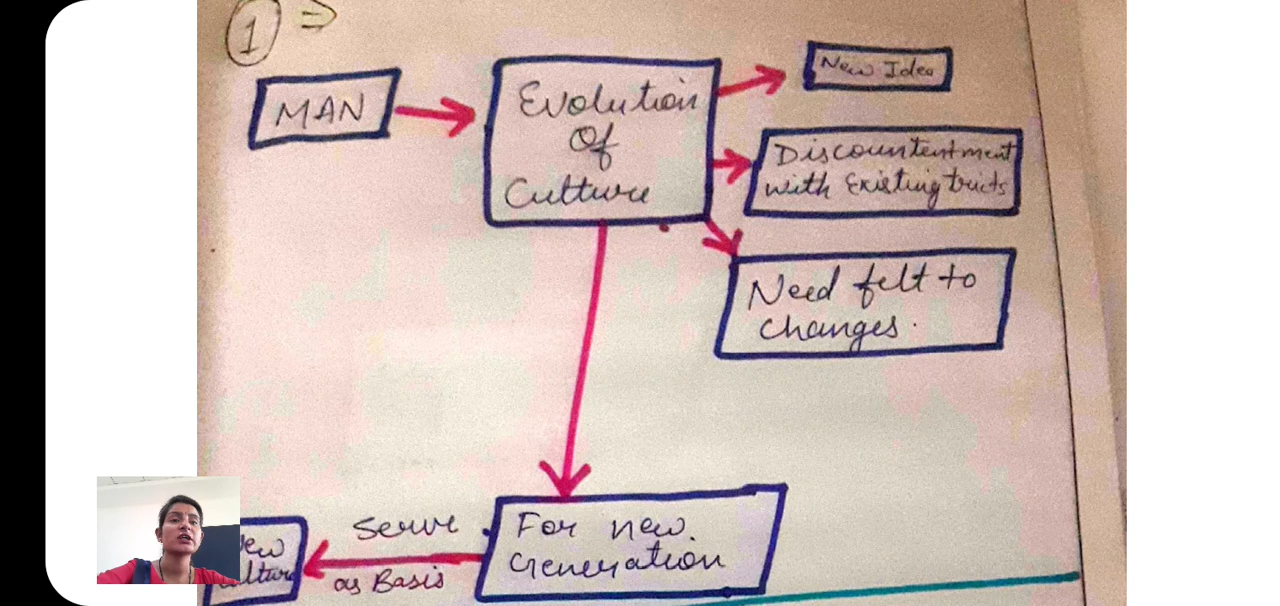 1 ⇒
MAN
Evolution
Of
Culture
New Idea
Discountentment
with Existing tructs
Need felt to
changes.
For new.
Generation
Serve
as Basis